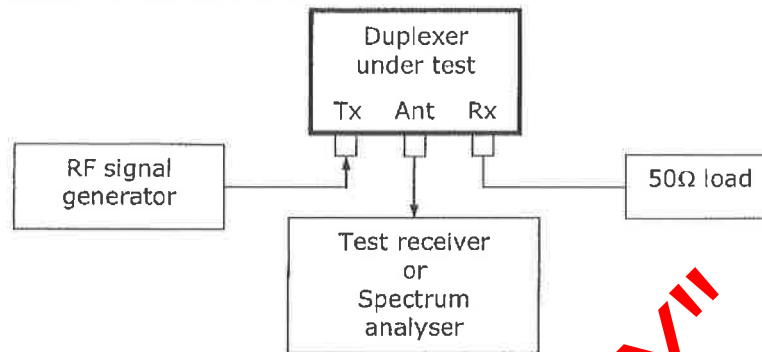 Duplexer
under test
Tx Ant Rx
RF signal
generator
50Ω load
Test receiver
or
Spectrum
analyser